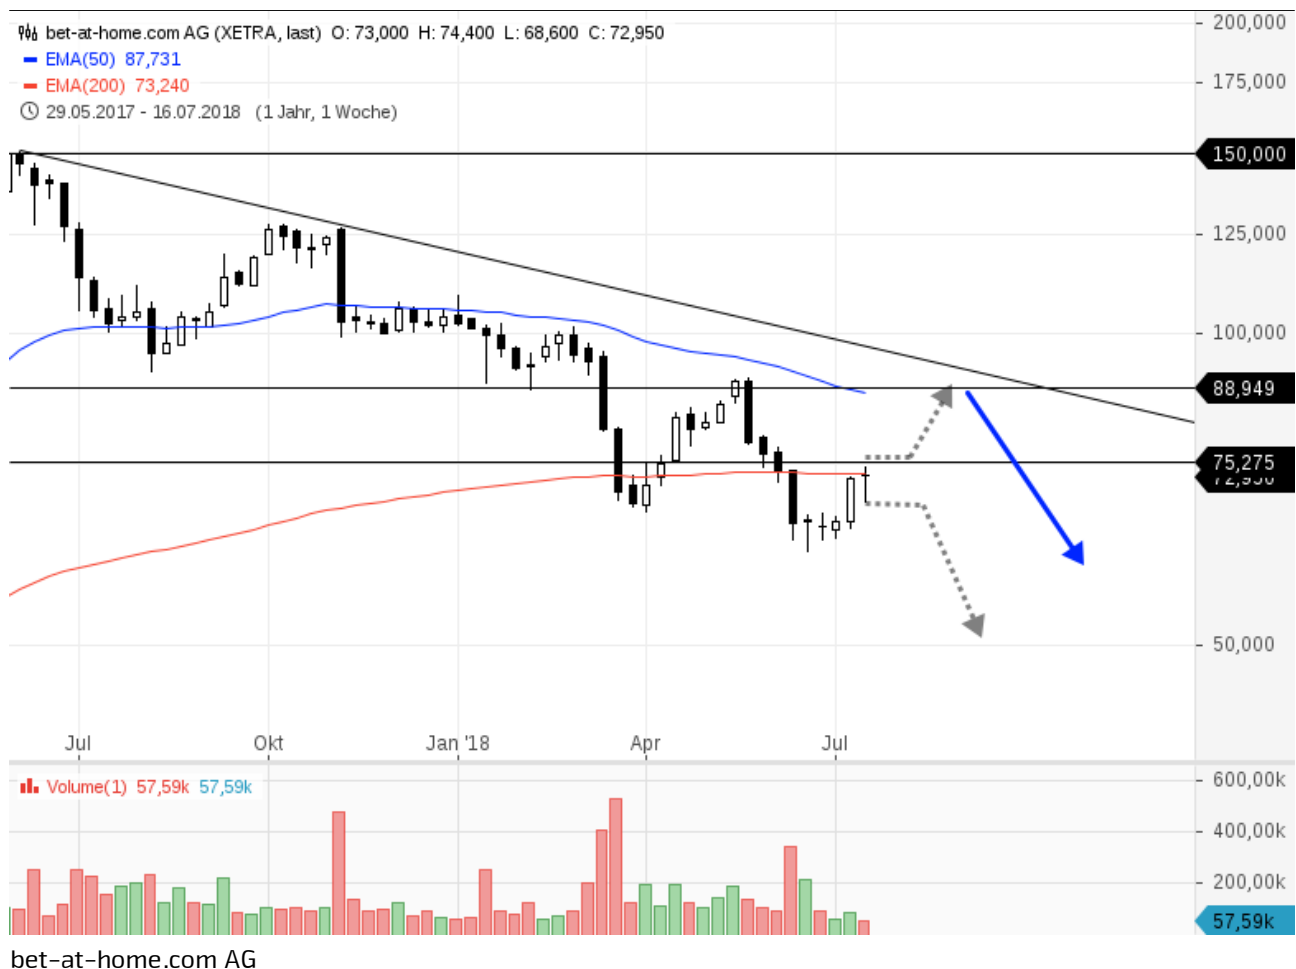 bet-at-home.com AG (XETRA, last) O: 73,000 H: 74,400 L: 68,600 C: 72,950
EMA(50) 87,731
EMA(200) 73,240
29.05.2017 - 16.07.2018 (1 Jahr, 1 Woche)
200,000
175,000
150,000
125,000
100,000
88,949
75,275
72,950
50,000
Jul Okt Jan '18 Apr Jul
Volume(1) 57,59k 57,59k
600,00k
400,00k
200,00k
57,59k
bet-at-home.com AG